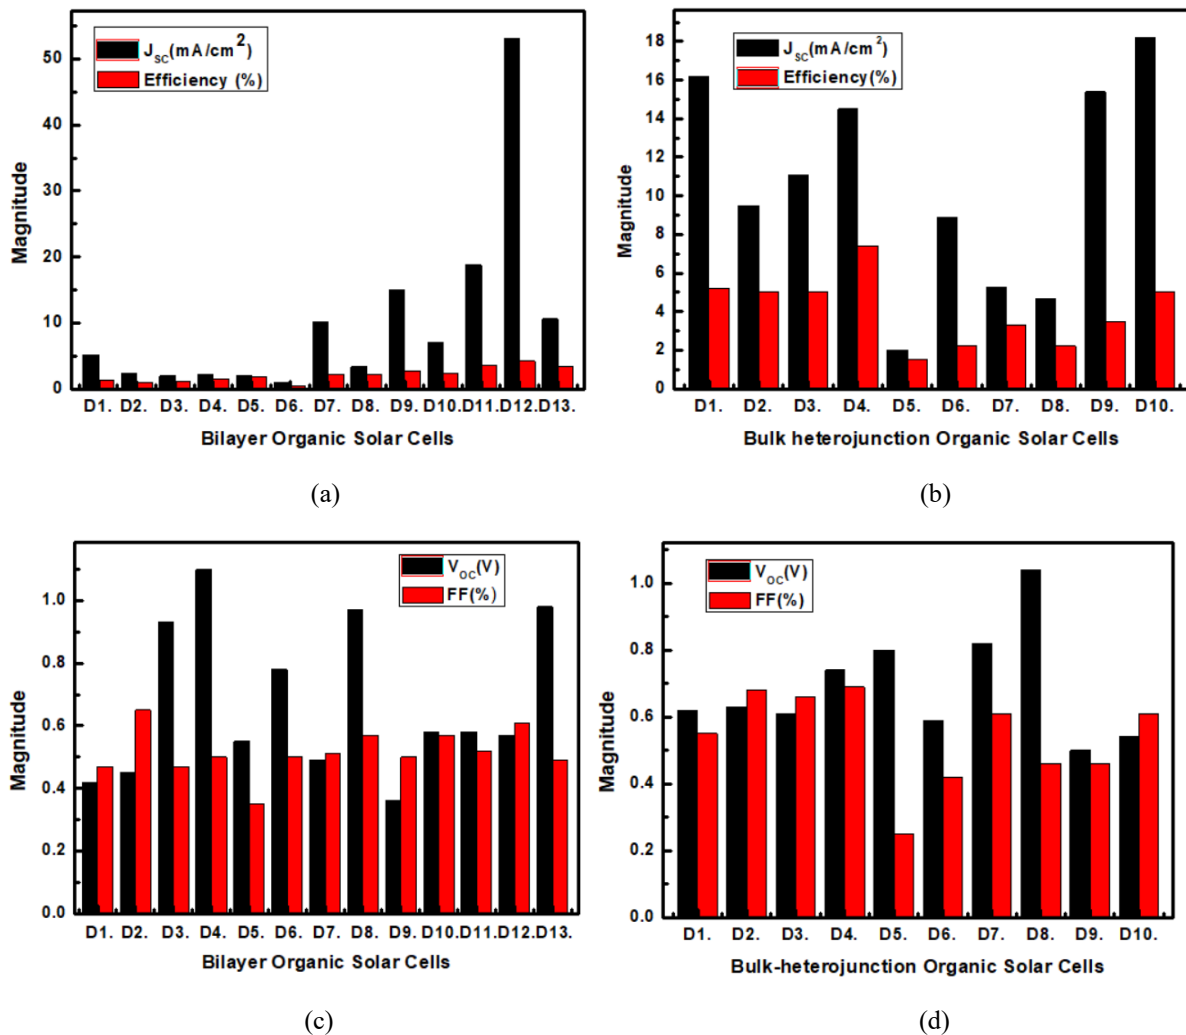 J_SC(mA/cm²)
Efficiency (%)
Magnitude
50
40
30
20
10
0
D1. D2. D3. D4. D5. D6. D7. D8. D9. D10. D11. D12. D13.
Bilayer Organic Solar Cells
(a)
J_SC(mA/cm²)
Efficiency(%)
Magnitude
18
16
14
12
10
8
6
4
2
0
D1. D2. D3. D4. D5. D6. D7. D8. D9. D10.
Bulk heterojunction Organic Solar Cells
(b)
V_OC(V)
FF(%)
Magnitude
1.0
0.8
0.6
0.4
0.2
0.0
D1. D2. D3. D4. D5. D6. D7. D8. D9. D10. D11. D12. D13.
Bilayer Organic Solar Cells
(c)
V_OC(V)
FF(%)
Magnitude
1.0
0.8
0.6
0.4
0.2
0.0
D1. D2. D3. D4. D5. D6. D7. D8. D9. D10.
Bulk-heterojunction Organic Solar Cells
(d)